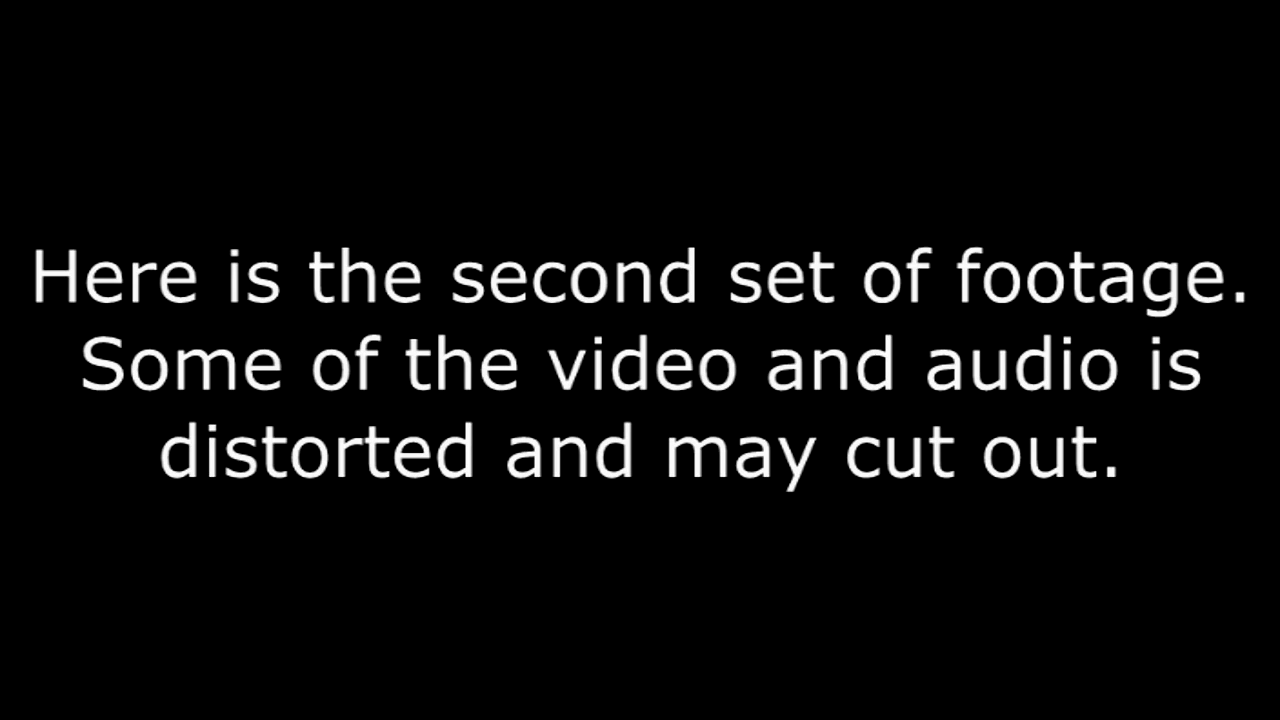 Here is the second set of footage.
Some of the video and audio is
distorted and may cut out.